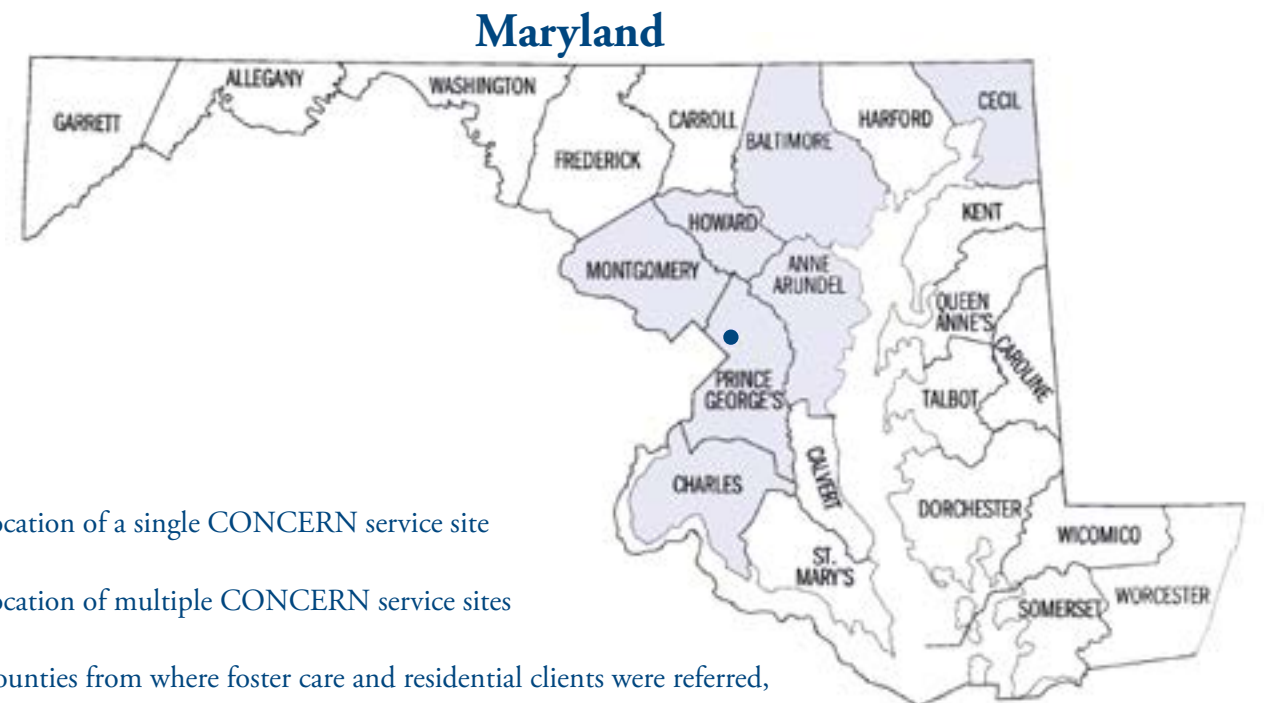 Maryland
GARRETT
ALLEGANY
WASHINGTON
FREDERICK
CARROLL
BALTIMORE
HARFORD
CECIL
HOWARD
MONTGOMERY
ANNE
ARUNDEL
KENT
QUEEN
ANNE'S
CAROLINE
PRINCE
GEORGE'S
TALBOT
CHARLES
CALVERT
DORCHESTER
ST.
MARY'S
WICOMICO
SOMERSET
WORCESTER
ocation of a single CONCERN service site
ocation of multiple CONCERN service sites
ounties from where foster care and residential clients were referred,